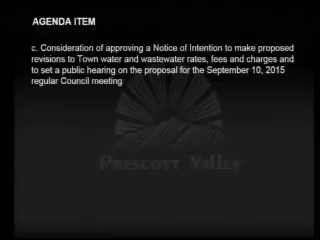 AGENDA ITEM
c. Consideration of approving a Notice of Intention to make proposed
revisions to Town water and wastewater rates, fees and charges and
to set a public hearing on the proposal for the September 10, 2015
regular Council meeting
PRESCOTT VALLEY